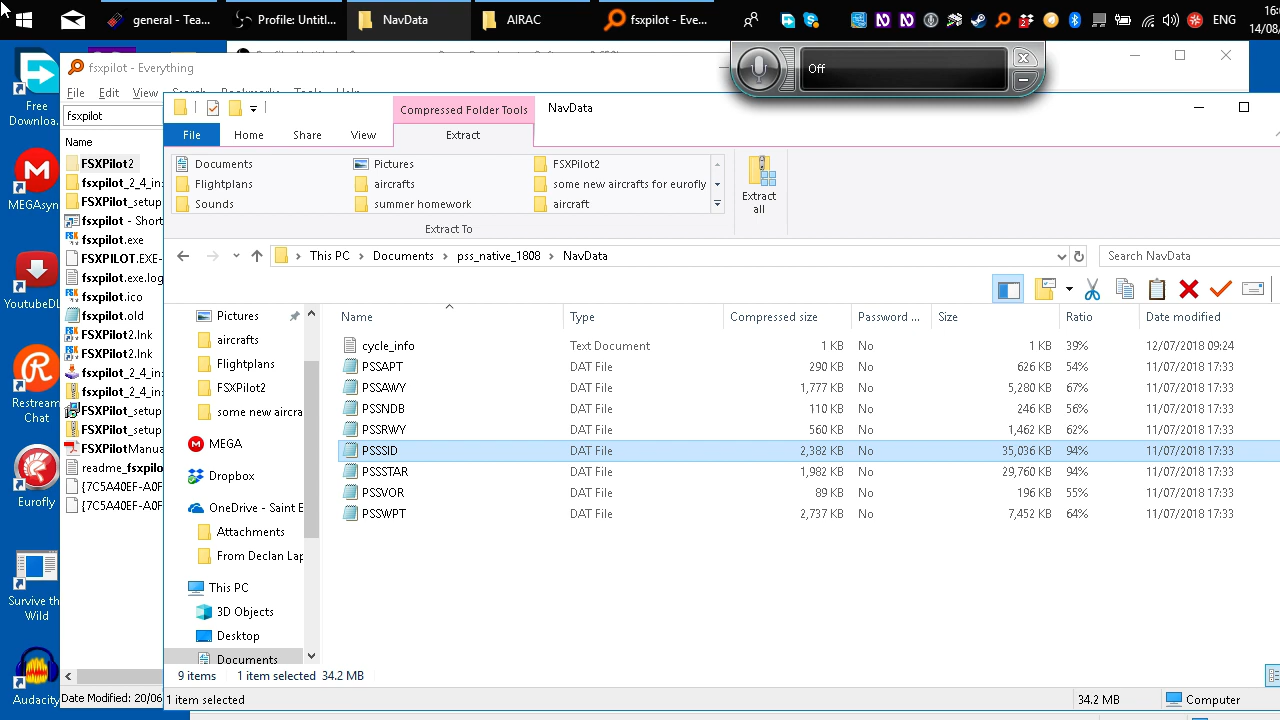 general - Tea...
Profile: Untitl...
NavData
AIRAC
fsxpilot - Eve...
ENG
14/08
Free
Downloa...
MEGAsyn
YoutubeDL
Restream
Chat
Eurofly
Survive th
Wild
Audacity
fsxpilot - Everything
File Edit View
fsxpilot
Name
FSXPilot2
fsxpilot_2_4_in
FSXPilot_setup
fsxpilot - Short
fsxpilot.exe
FSXPILOT.EXE-
fsxpilot.exe.log
fsxpilot.ico
fsxpilot.old
FSXPilot2.lnk
FSXPilot2.lnk
fsxpilot_2_4_in
fsxpilot_2_4_in
FSXPilot_setup
FSXPilot_setup
FSXPilotManua
readme_fsxpilo
{7C5A40EF-A0F
{7C5A40EF-A0F
Date Modified: 20/06
Off
Compressed Folder Tools
NavData
File Home Share View Extract
Documents Pictures FSXPilot2
Flightplans aircrafts some new aircrafts for eurofly
Sounds summer homework aircraft
Extract To
Extract
all
This PC Documents pss_native_1808 NavData
Search NavData
Pictures
aircrafts
Flightplans
FSXPilot2
some new aircra
MEGA
Dropbox
OneDrive - Saint E
Attachments
From Declan Lap
This PC
3D Objects
Desktop
Documents
Name Type Compressed size Password ... Size Ratio Date modified
cycle_info Text Document 1 KB No 1 KB 39% 12/07/2018 09:24
PSSAPT DAT File 290 KB No 626 KB 54% 11/07/2018 17:33
PSSAWY DAT File 1,777 KB No 5,280 KB 67% 11/07/2018 17:33
PSSNDB DAT File 110 KB No 246 KB 56% 11/07/2018 17:33
PSSRWY DAT File 560 KB No 1,462 KB 62% 11/07/2018 17:33
PSSSID DAT File 2,382 KB No 35,036 KB 94% 11/07/2018 17:33
PSSSTAR DAT File 1,982 KB No 29,760 KB 94% 11/07/2018 17:33
PSSVOR DAT File 89 KB No 196 KB 55% 11/07/2018 17:33
PSSWPT DAT File 2,737 KB No 7,452 KB 64% 11/07/2018 17:33
9 items 1 item selected 34.2 MB
1 item selected 34.2 MB Computer